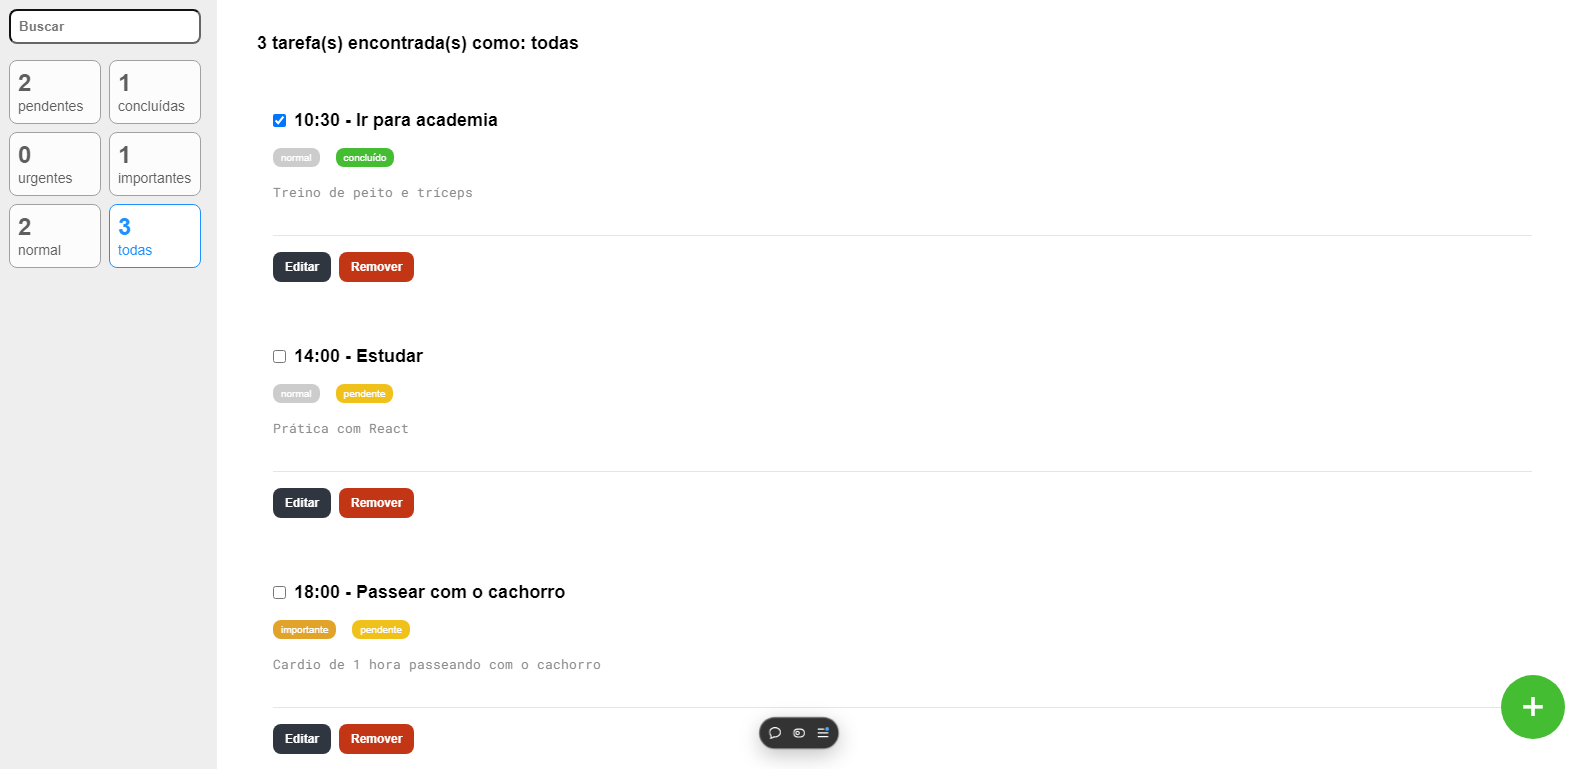 Buscar
2
pendentes
1
concluídas
0
urgentes
1
importantes
2
normal
3
todas
3 tarefa(s) encontrada(s) como: todas
10:30 - Ir para academia
normal concluído
Treino de peito e tríceps
Editar Remover
14:00 - Estudar
normal pendente
Prática com React
Editar Remover
18:00 - Passear com o cachorro
importante pendente
Cardio de 1 hora passeando com o cachorro
Editar Remover
+